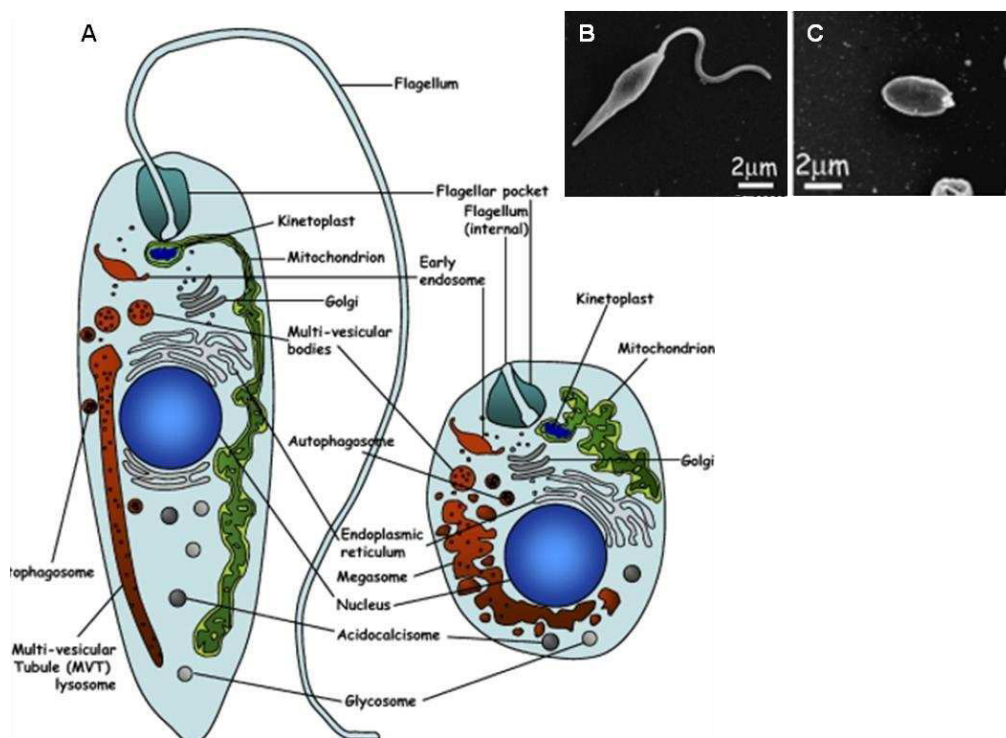 A
B
C
2μm
2μm
Flagellum
Flagellar pocket
Flagellum
(internal)
Kinetoplast
Mitochondrion
Early
endosome
Golgi
Kinetoplast
Multi-vesicular
bodies
Mitochondrion
Autophagosome
Golgi
Endoplasmic
reticulum
tophagosome
Megasome
Nucleus
Acidocalcisome
Multi-vesicular
Tubule (MVT)
lysosome
Glycosome